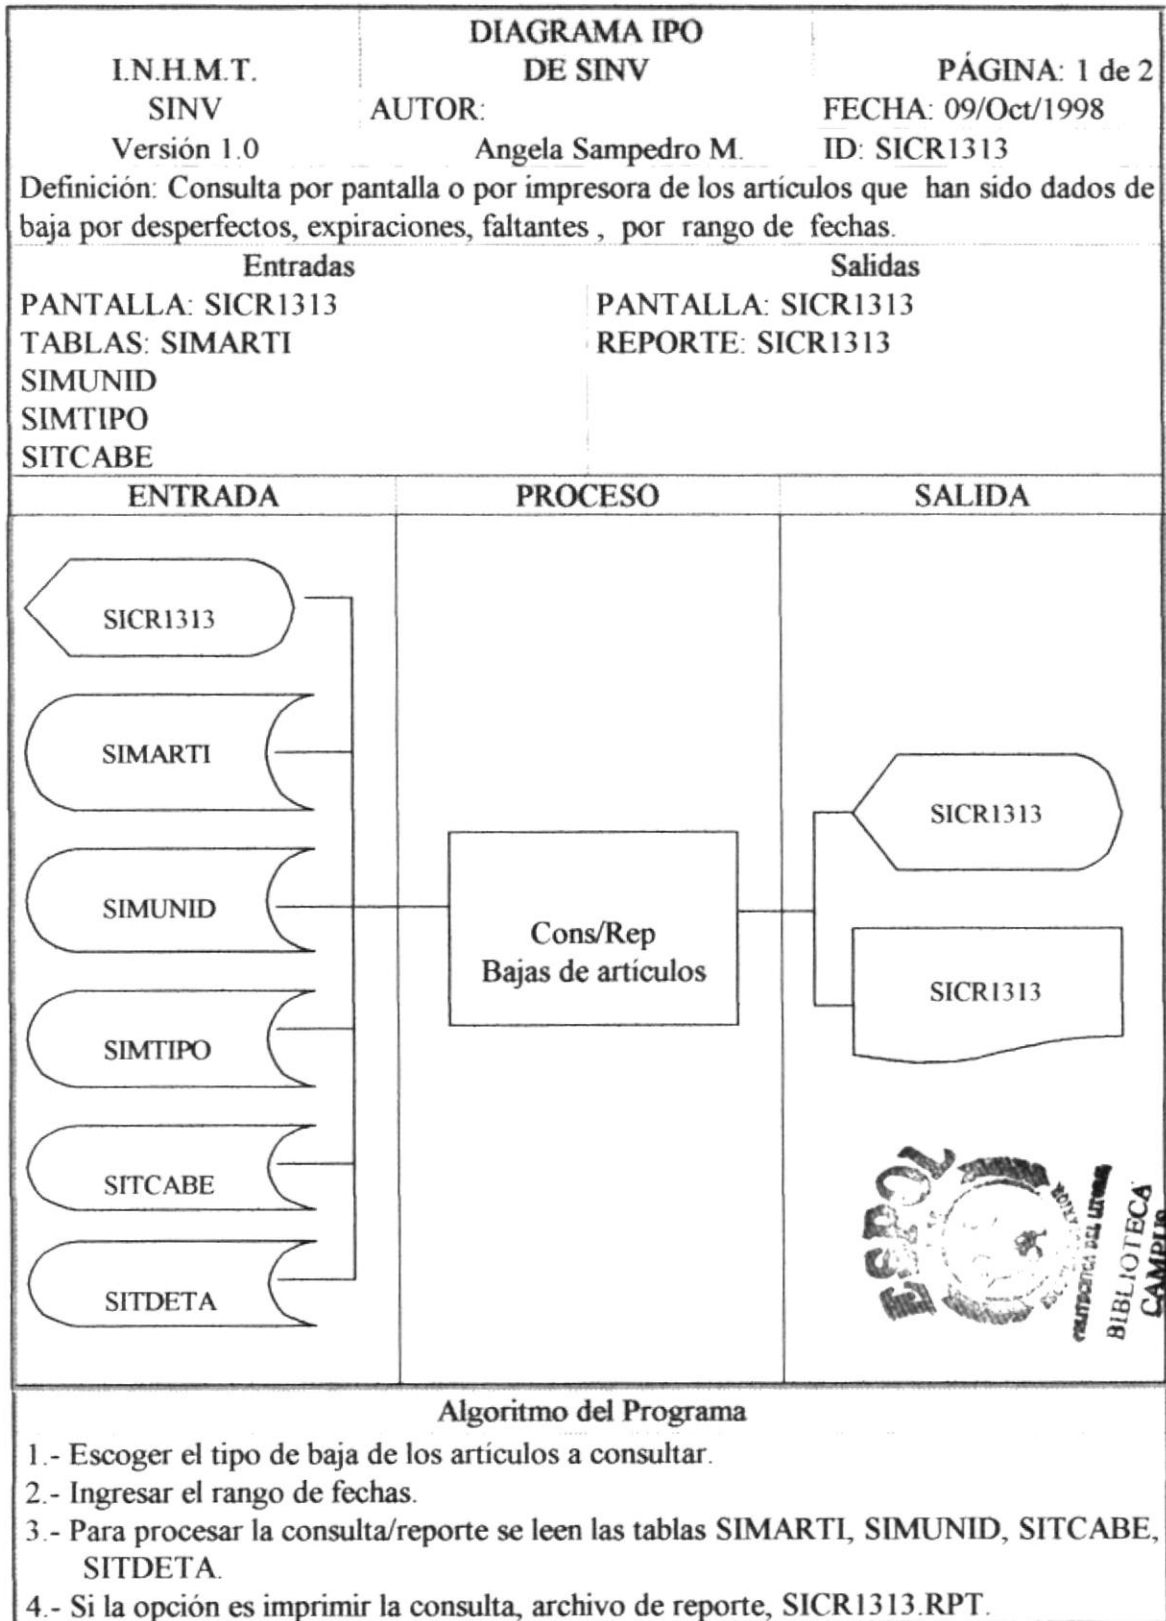 DIAGRAMA IPO
I.N.H.M.T. DE SINV PÁGINA: 1 de 2
SINV AUTOR: FECHA: 09/Oct/1998
Versión 1.0 Angela Sampedro M. ID: SICR1313
Definición: Consulta por pantalla o por impresora de los artículos que han sido dados de
baja por desperfectos, expiraciones, faltantes , por rango de fechas.
Entradas Salidas
PANTALLA: SICR1313 PANTALLA: SICR1313
TABLAS: SIMARTI REPORTE: SICR1313
SIMUNID
SIMTIPO
SITCABE
ENTRADA PROCESO SALIDA
SICR1313
SIMARTI
SIMUNID
SIMTIPO
SITCABE
SITDETA
Cons/Rep
Bajas de artículos
SICR1313
SICR1313
ESPOL
POLITECNICA DEL LITORAL
BIBLIOTECA
CAMPUS
Algoritmo del Programa
1.- Escoger el tipo de baja de los artículos a consultar.
2.- Ingresar el rango de fechas.
3.- Para procesar la consulta/reporte se leen las tablas SIMARTI, SIMUNID, SITCABE,
SITDETA.
4.- Si la opción es imprimir la consulta, archivo de reporte, SICR1313.RPT.